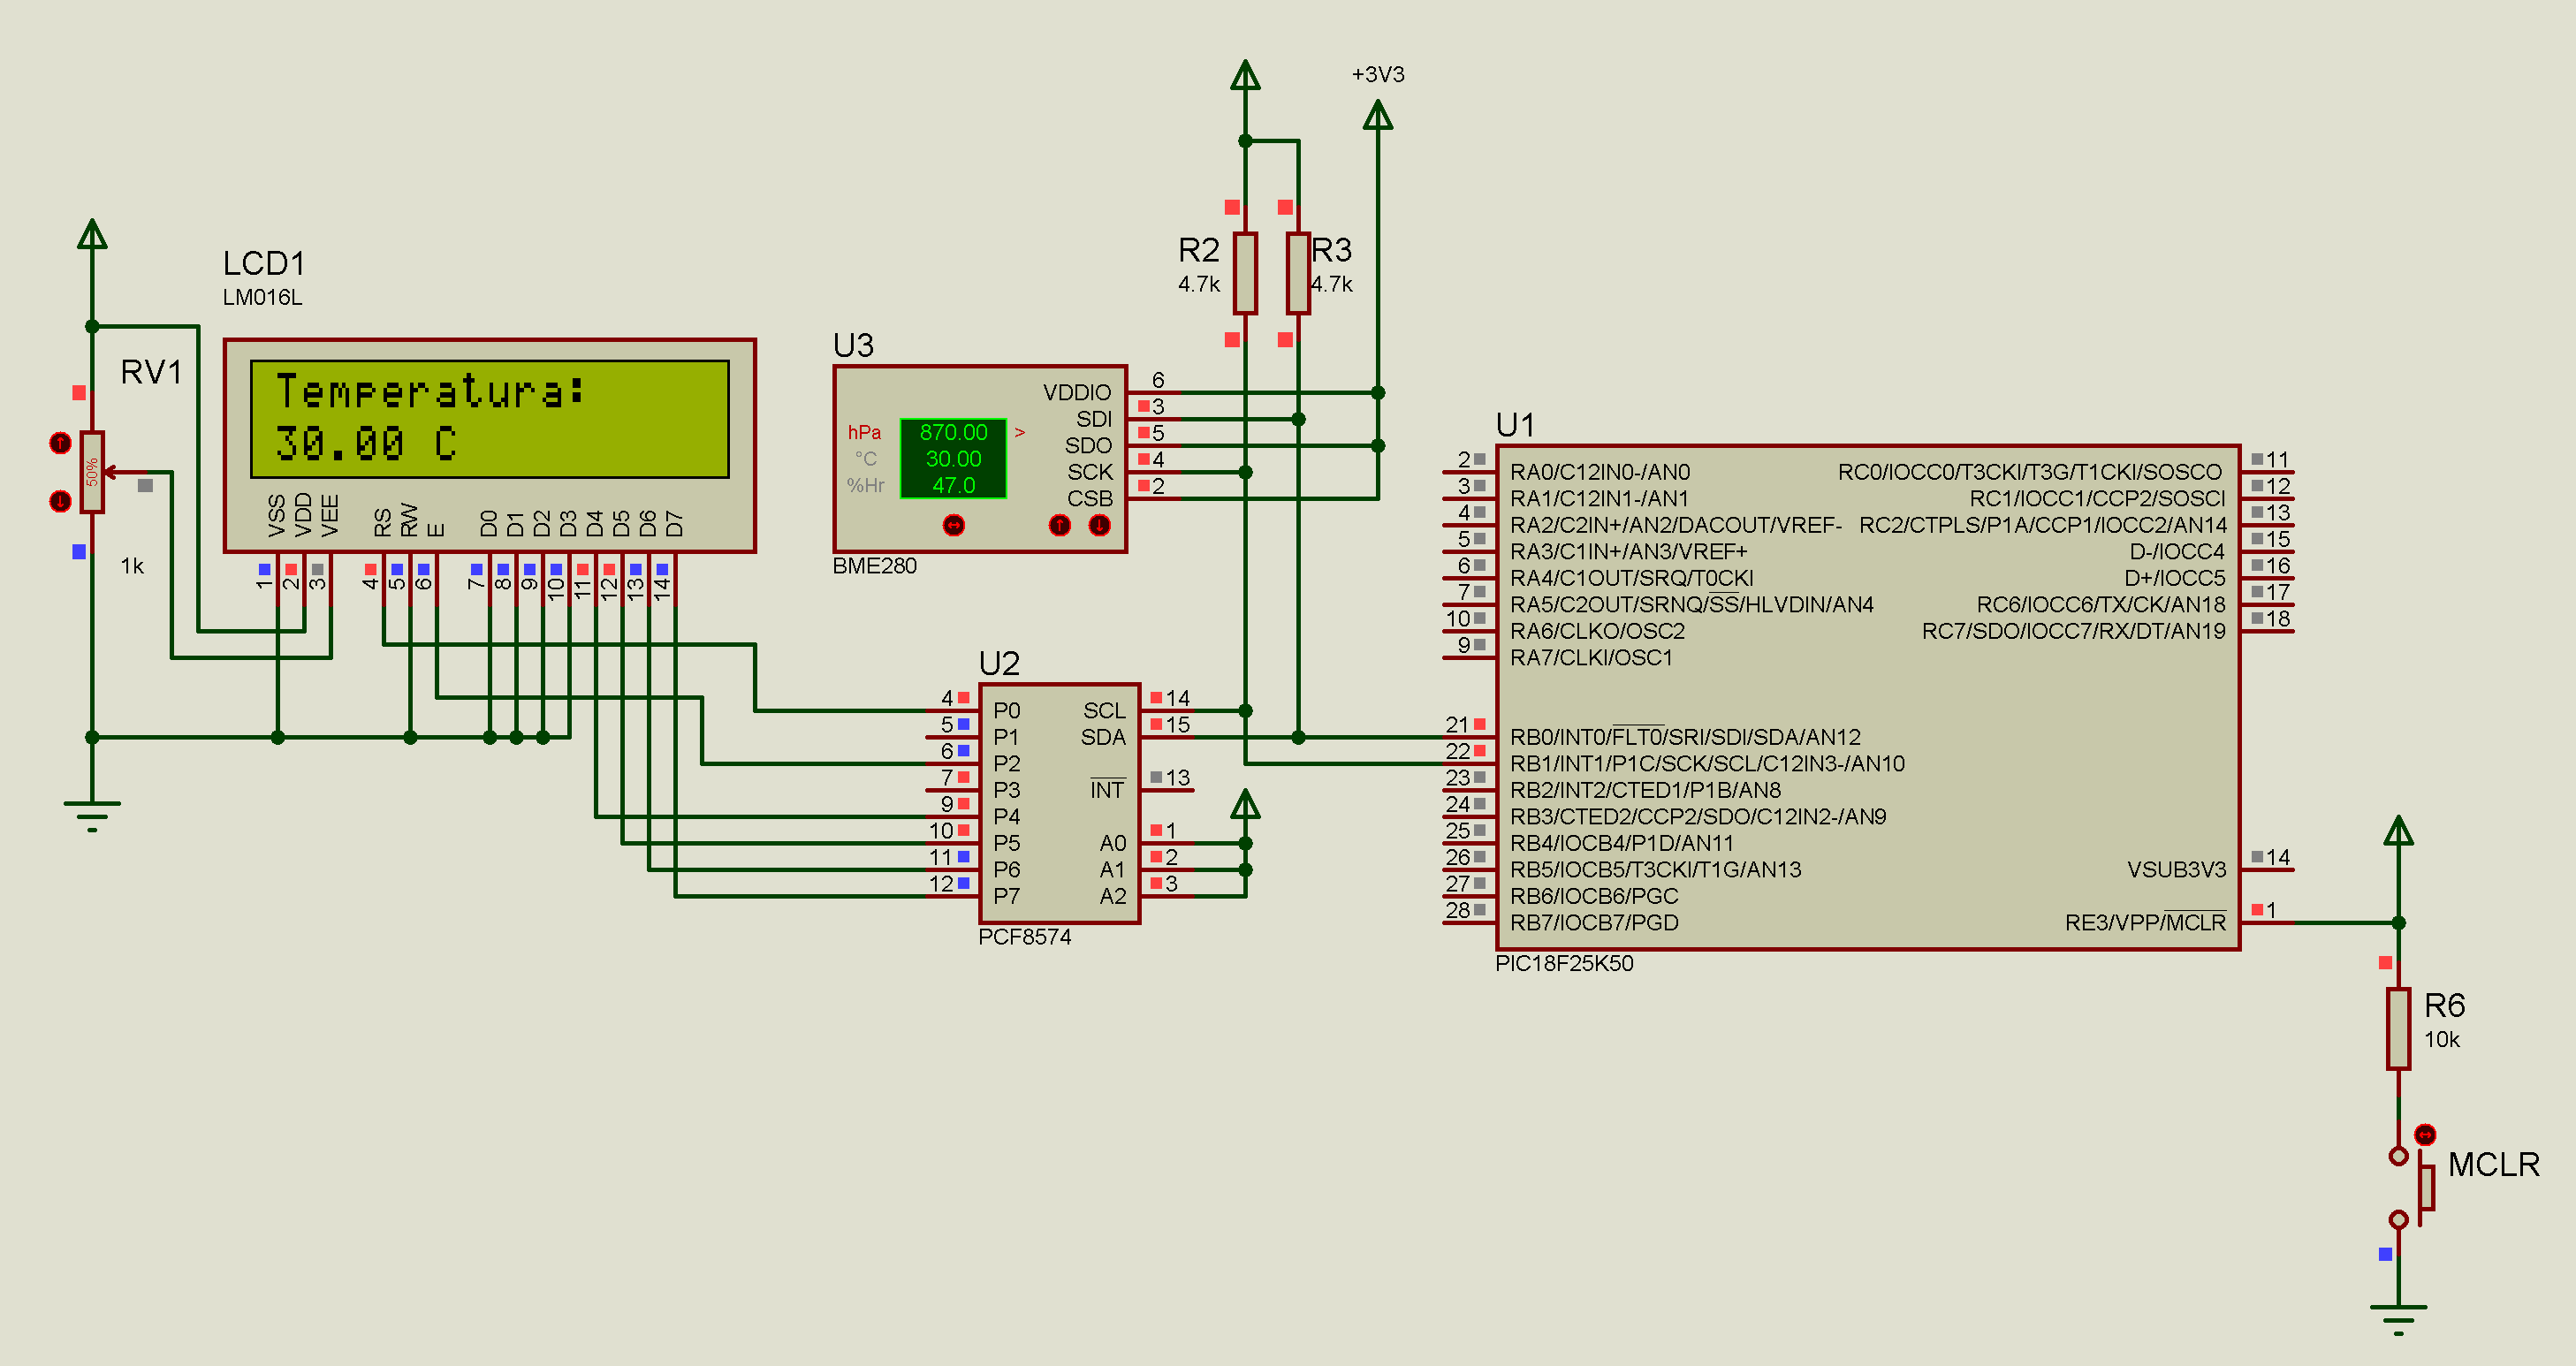 +3V3
LCD1
LM016L
RV1
50%
1k
Temperatura:
30.00 C
VSS VDD VEE RS RW E D0 D1 D2 D3 D4 D5 D6 D7
1 2 3 4 5 6 7 8 9 10 11 12 13 14
R2
4.7k
R3
4.7k
U3
BME280
hPa 870.00 >
°C 30.00
%Hr 47.0
VDDIO 6
SDI 3
SDO 5
SCK 4
CSB 2
U2
PCF8574
4 P0
5 P1
6 P2
7 P3
9 P4
10 P5
11 P6
12 P7
SCL 14
SDA 15
INT 13
A0 1
A1 2
A2 3
U1
PIC18F25K50
2 RA0/C12IN0-/AN0
3 RA1/C12IN1-/AN1
4 RA2/C2IN+/AN2/DACOUT/VREF-
5 RA3/C1IN+/AN3/VREF+
6 RA4/C1OUT/SRQ/T0CKI
7 RA5/C2OUT/SRNQ/SS/HLVDIN/AN4
10 RA6/CLKO/OSC2
9 RA7/CLKI/OSC1
21 RB0/INT0/FLT0/SRI/SDI/SDA/AN12
22 RB1/INT1/P1C/SCK/SCL/C12IN3-/AN10
23 RB2/INT2/CTED1/P1B/AN8
24 RB3/CTED2/CCP2/SDO/C12IN2-/AN9
25 RB4/IOCB4/P1D/AN11
26 RB5/IOCB5/T3CKI/T1G/AN13
27 RB6/IOCB6/PGC
28 RB7/IOCB7/PGD
RC0/IOCC0/T3CKI/T3G/T1CKI/SOSCO 11
RC1/IOCC1/CCP2/SOSCI 12
RC2/CTPLS/P1A/CCP1/IOCC2/AN14 13
D-/IOCC4 15
D+/IOCC5 16
RC6/IOCC6/TX/CK/AN18 17
RC7/SDO/IOCC7/RX/DT/AN19 18
VSUB3V3 14
RE3/VPP/MCLR 1
R6
10k
MCLR